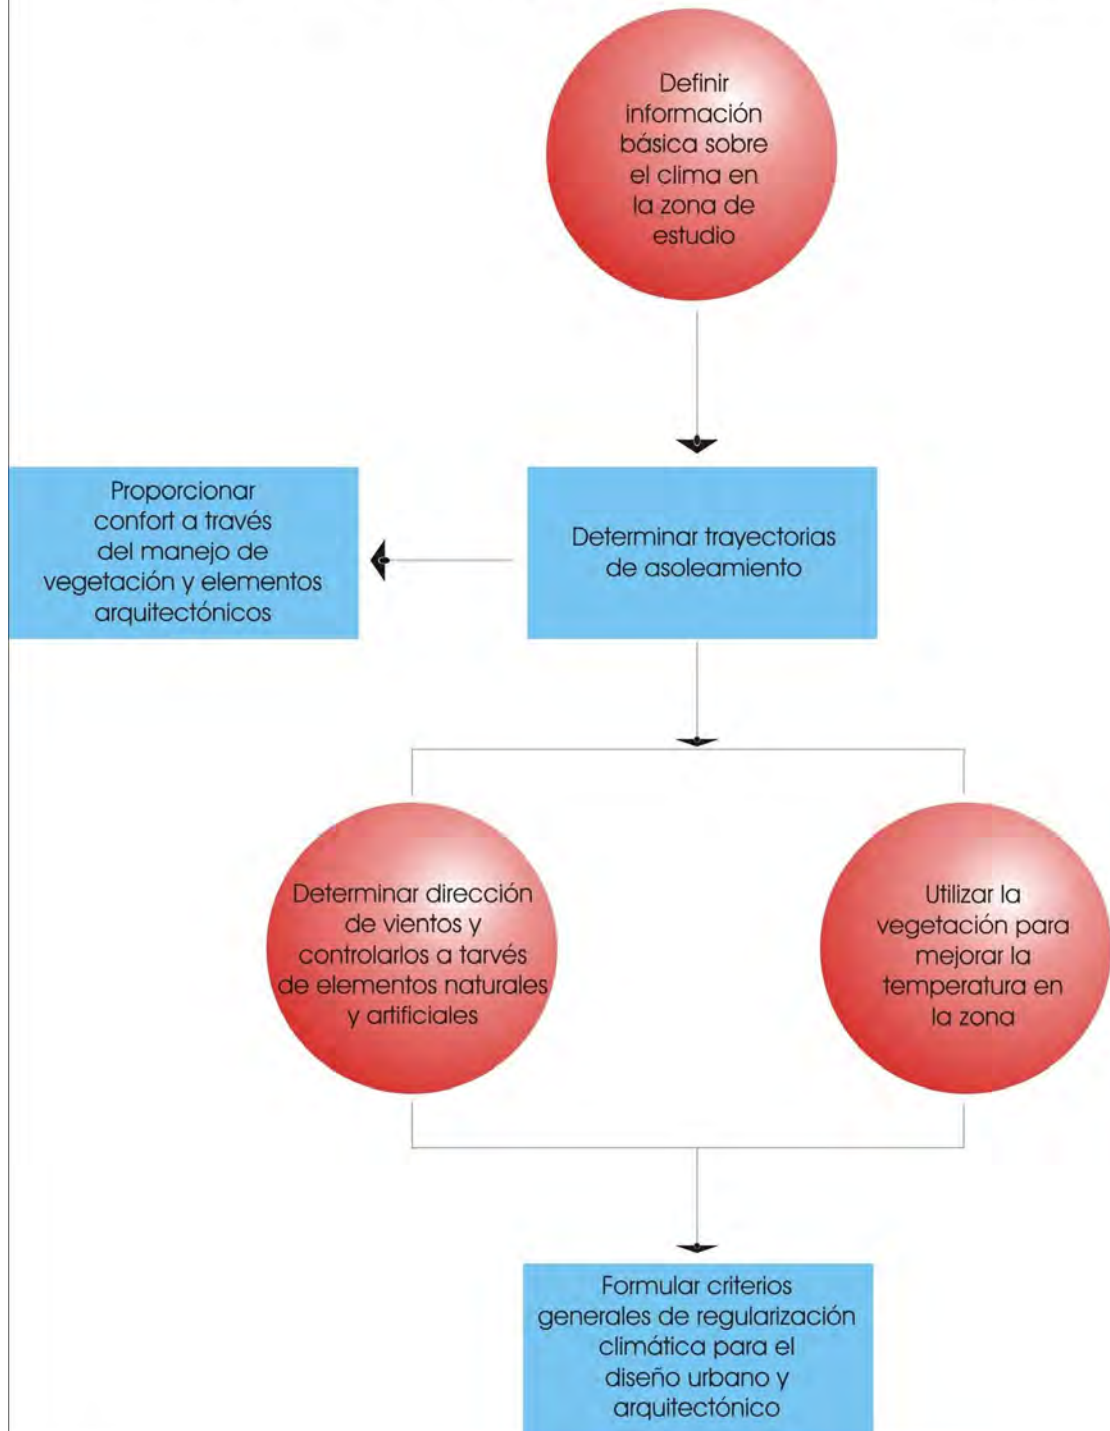 Definir
información
básica sobre
el clima en
la zona de
estudio
Proporcionar
confort a través
del manejo de
vegetación y elementos
arquitectónicos
Determinar trayectorias
de asoleamiento
Determinar dirección
de vientos y
controlarlos a tarvés
de elementos naturales
y artificiales
Utilizar la
vegetación para
mejorar la
temperatura en
la zona
Formular criterios
generales de regularización
climática para el
diseño urbano y
arquitectónico